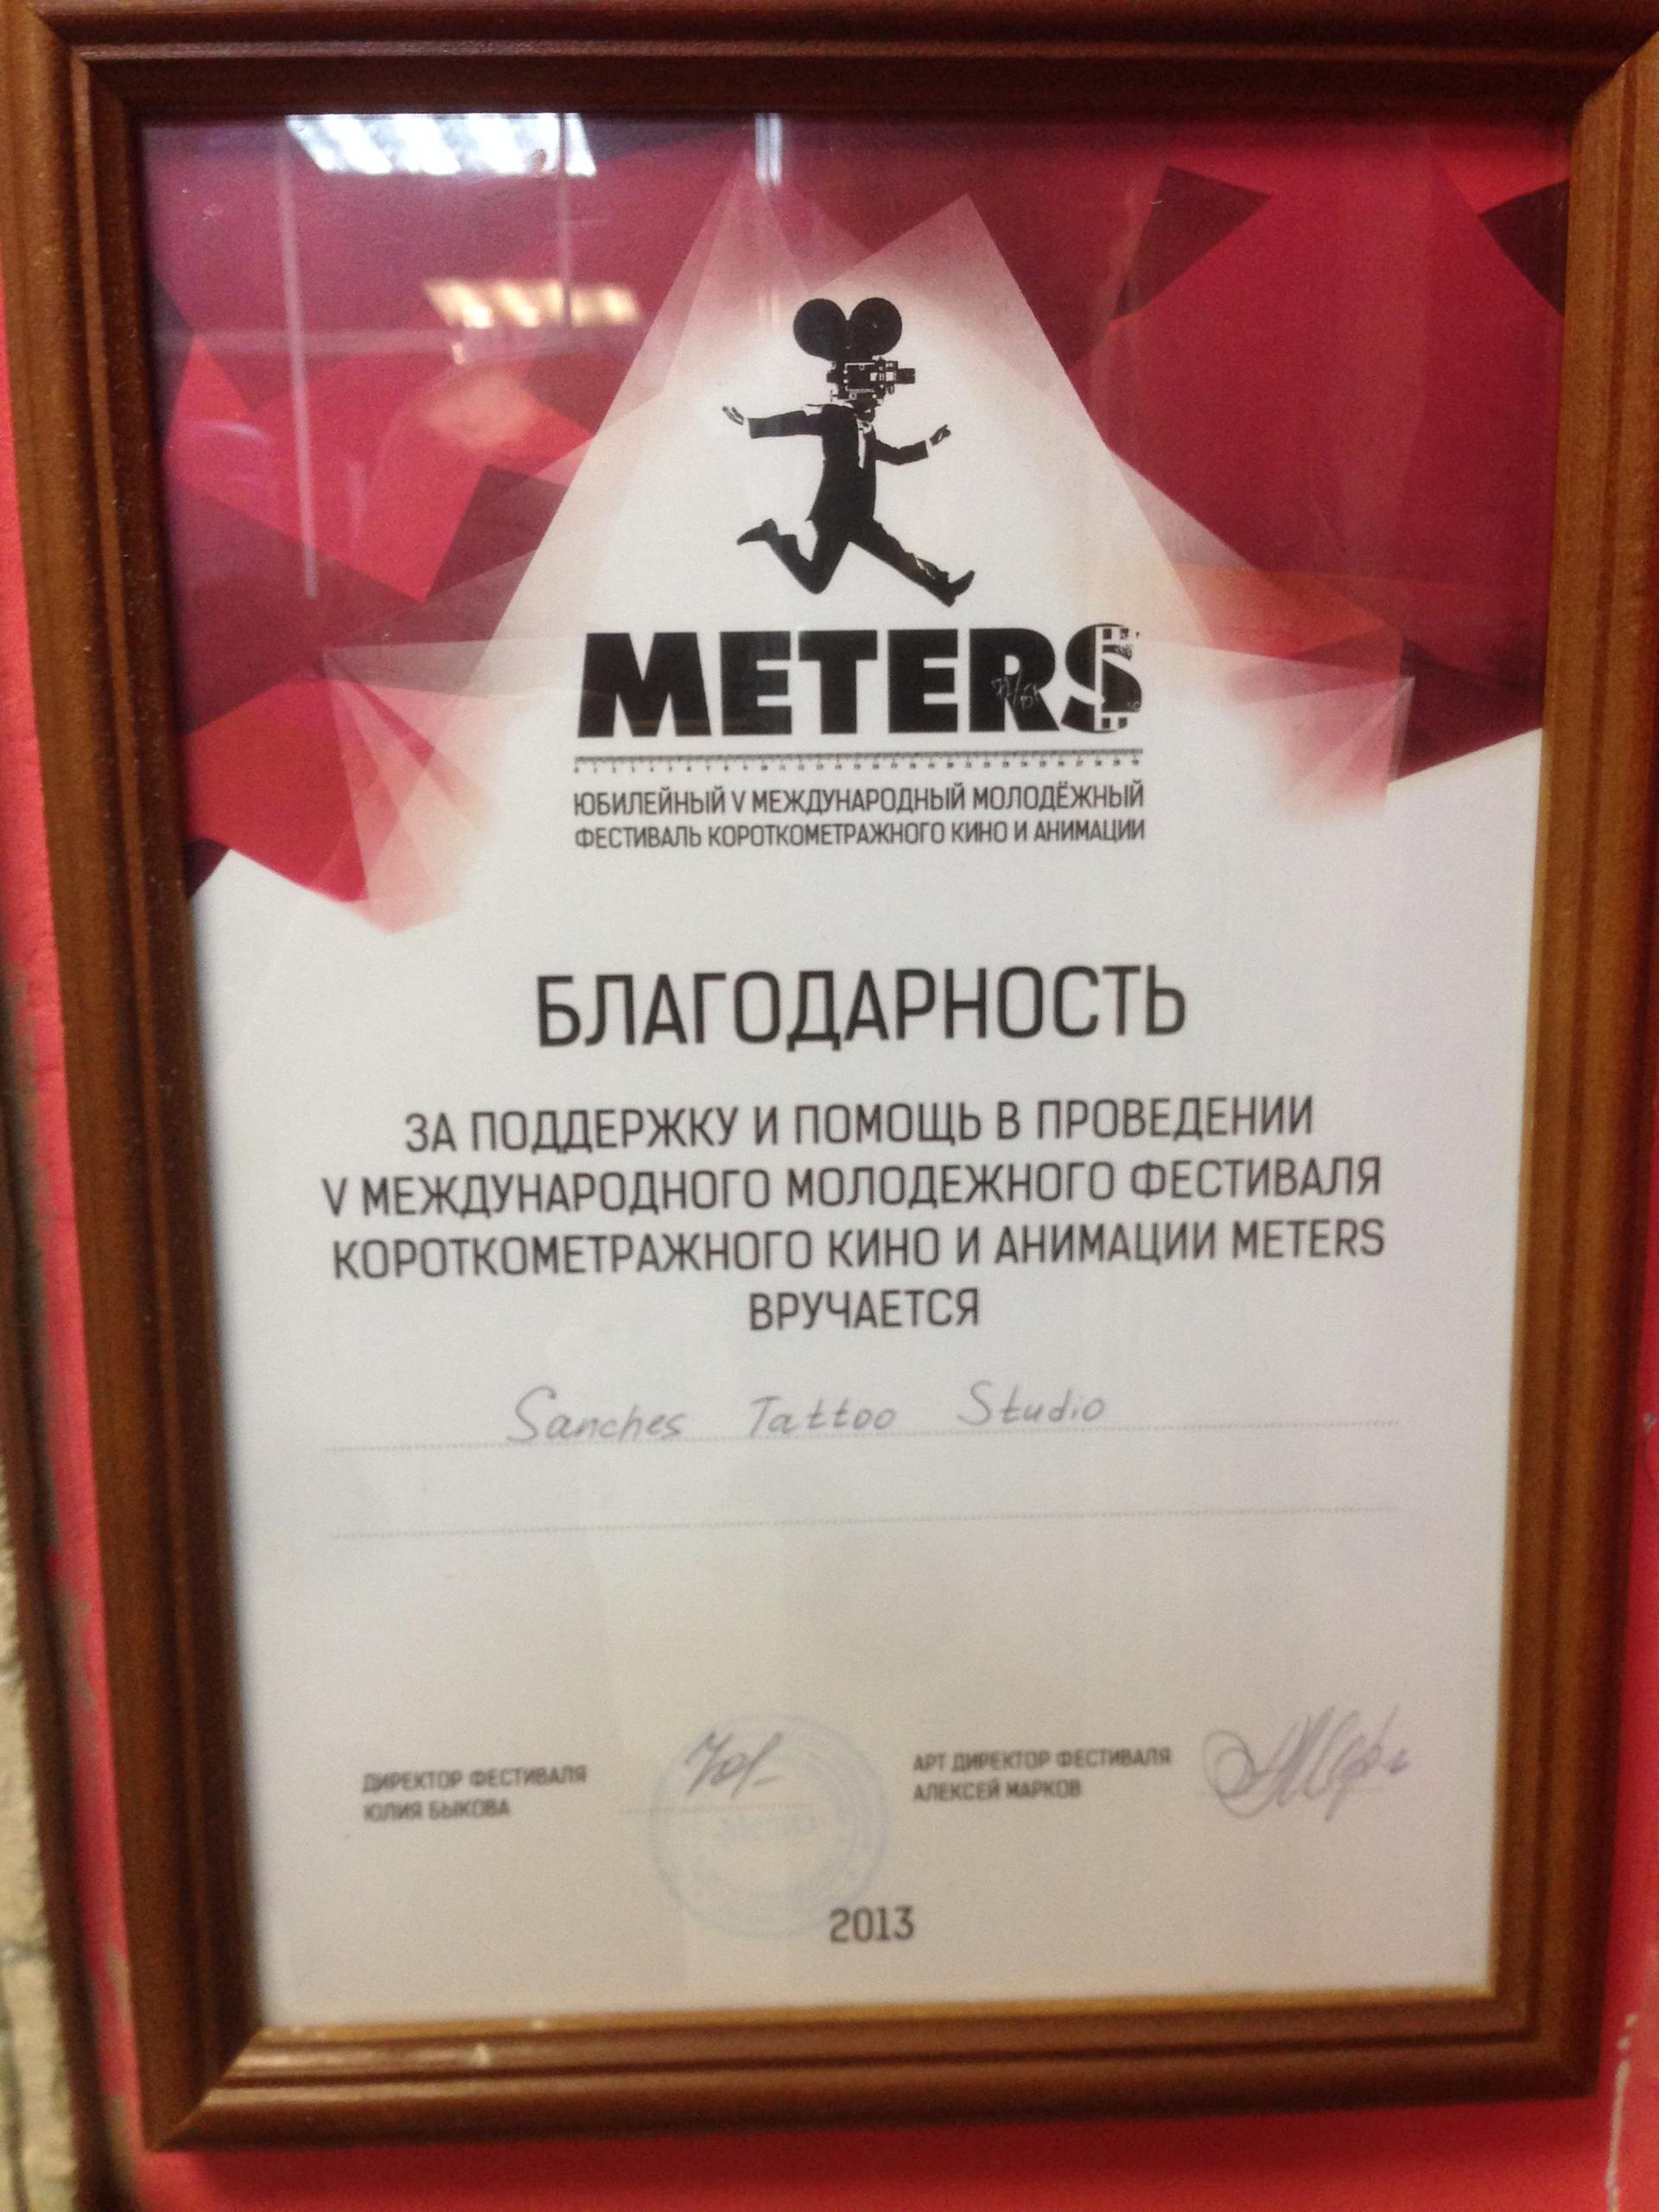 METERS
ЮБИЛЕЙНЫЙ V МЕЖДУНАРОДНЫЙ МОЛОДЁЖНЫЙ
ФЕСТИВАЛЬ КОРОТКОМЕТРАЖНОГО КИНО И АНИМАЦИИ
БЛАГОДАРНОСТЬ
ЗА ПОДДЕРЖКУ И ПОМОЩЬ В ПРОВЕДЕНИИ
V МЕЖДУНАРОДНОГО МОЛОДЕЖНОГО ФЕСТИВАЛЯ
КОРОТКОМЕТРАЖНОГО КИНО И АНИМАЦИИ METERS
ВРУЧАЕТСЯ
Sanches Tattoo Studio
ДИРЕКТОР ФЕСТИВАЛЯ
ЮЛИЯ БЫКОВА
АРТ ДИРЕКТОР ФЕСТИВАЛЯ
АЛЕКСЕЙ МАРКОВ
2013